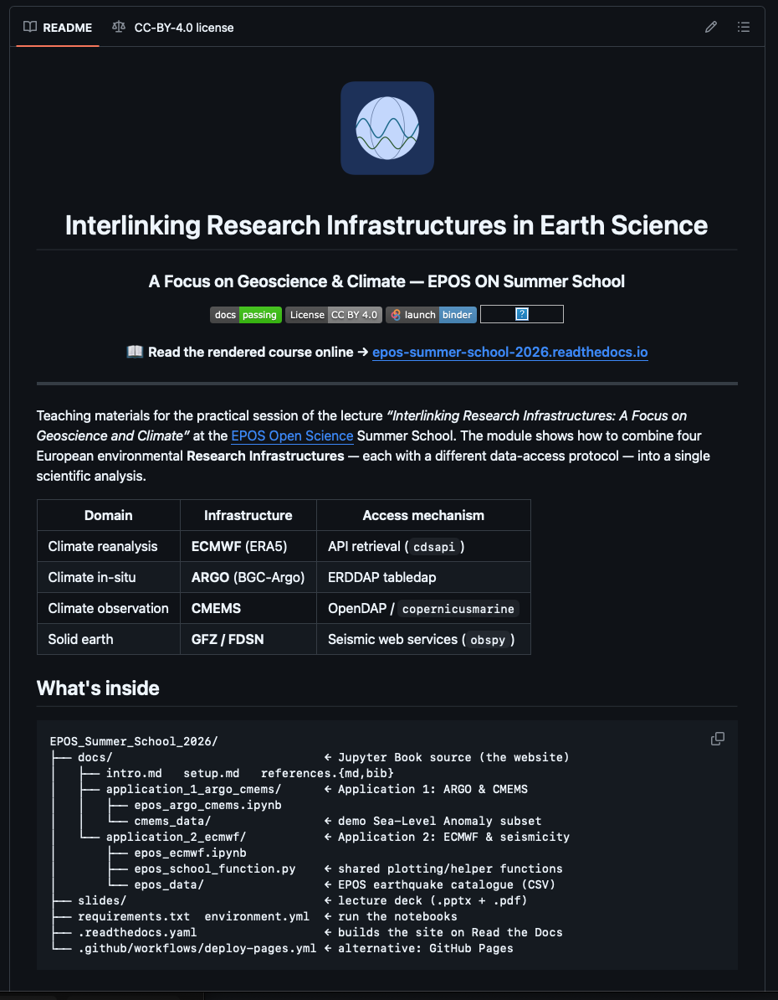 README CC-BY-4.0 license
Interlinking Research Infrastructures in Earth Science
A Focus on Geoscience & Climate — EPOS ON Summer School
docs passing License CC BY 4.0 launch binder ?
📖 Read the rendered course online → epos-summer-school-2026.readthedocs.io
Teaching materials for the practical session of the lecture “Interlinking Research Infrastructures: A Focus on
Geoscience and Climate” at the EPOS Open Science Summer School. The module shows how to combine four
European environmental Research Infrastructures — each with a different data-access protocol — into a single
scientific analysis.
Domain Infrastructure Access mechanism
Climate reanalysis ECMWF (ERA5) API retrieval ( cdsapi )
Climate in-situ ARGO (BGC-Argo) ERDDAP tabledap
Climate observation CMEMS OpenDAP / copernicusmarine
Solid earth GFZ / FDSN Seismic web services ( obspy )
What's inside
EPOS_Summer_School_2026/
├── docs/ ← Jupyter Book source (the website)
│   ├── intro.md setup.md references.{md,bib}
│   ├── application_1_argo_cmems/ ← Application 1: ARGO & CMEMS
│   │   ├── epos_argo_cmems.ipynb
│   │   └── cmems_data/ ← demo Sea-Level Anomaly subset
│   └── application_2_ecmwf/ ← Application 2: ECMWF & seismicity
│       ├── epos_ecmwf.ipynb
│       ├── epos_school_function.py ← shared plotting/helper functions
│       └── epos_data/ ← EPOS earthquake catalogue (CSV)
├── slides/ ← lecture deck (.pptx + .pdf)
├── requirements.txt environment.yml ← run the notebooks
├── .readthedocs.yaml ← builds the site on Read the Docs
└── .github/workflows/deploy-pages.yml ← alternative: GitHub Pages